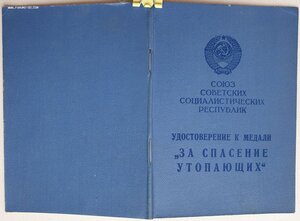 СОЮЗ
СОВЕТСКИХ
СОЦИАЛИСТИЧЕСКИХ
РЕСПУБЛИК
УДОСТОВЕРЕНИЕ К МЕДАЛИ
„ЗА СПАСЕНИЕ
УТОПАЮЩИХ“